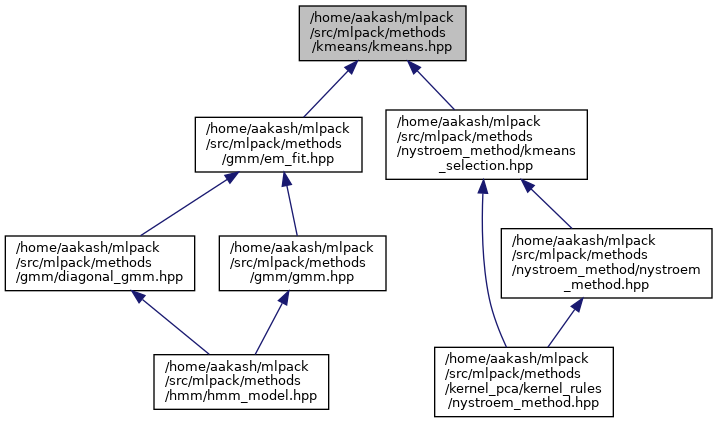 /home/aakash/mlpack
/src/mlpack/methods
/kmeans/kmeans.hpp
/home/aakash/mlpack
/src/mlpack/methods
/gmm/em_fit.hpp
/home/aakash/mlpack
/src/mlpack/methods
/nystroem_method/kmeans
_selection.hpp
/home/aakash/mlpack
/src/mlpack/methods
/gmm/diagonal_gmm.hpp
/home/aakash/mlpack
/src/mlpack/methods
/gmm/gmm.hpp
/home/aakash/mlpack
/src/mlpack/methods
/nystroem_method/nystroem
_method.hpp
/home/aakash/mlpack
/src/mlpack/methods
/hmm/hmm_model.hpp
/home/aakash/mlpack
/src/mlpack/methods
/kernel_pca/kernel_rules
/nystroem_method.hpp